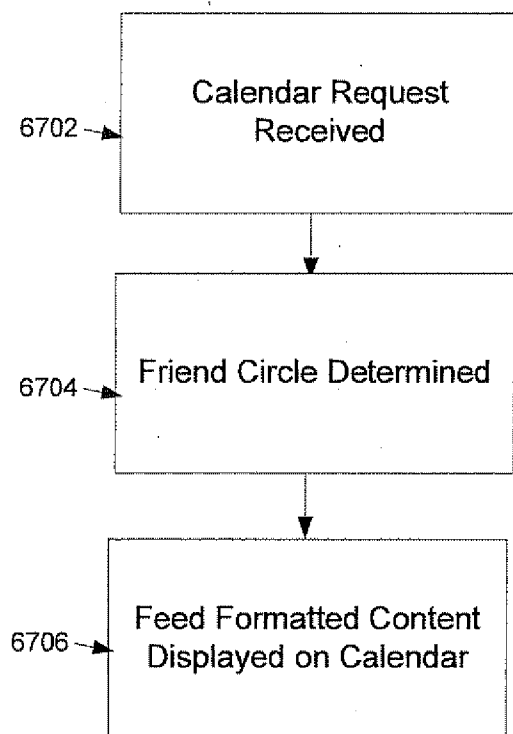 Calendar Request
Received
6702
Friend Circle Determined
6704
Feed Formatted Content
Displayed on Calendar
6706